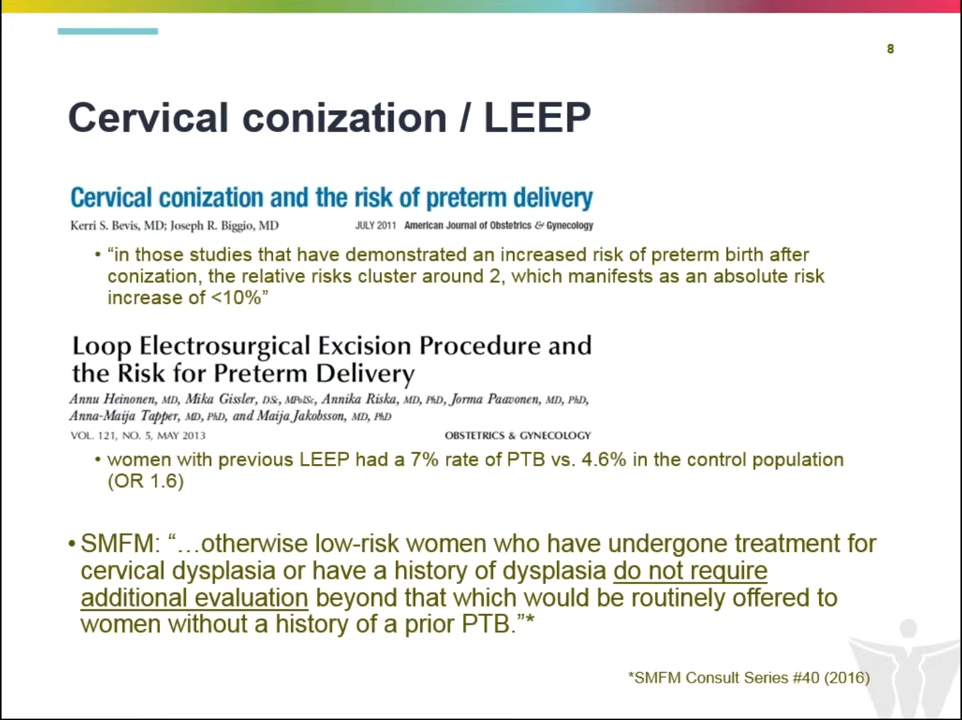 8
Cervical conization / LEEP
Cervical conization and the risk of preterm delivery
Kerri S. Bevis, MD; Joseph R. Biggio, MD JULY 2011 American Journal of Obstetrics & Gynecology
• “in those studies that have demonstrated an increased risk of preterm birth after
conization, the relative risks cluster around 2, which manifests as an absolute risk
increase of <10%”
Loop Electrosurgical Excision Procedure and
the Risk for Preterm Delivery
Annu Heinonen, MD, Mika Gissler, DSc, MPolSc, Annika Riska, MD, PhD, Jorma Paavonen, MD, PhD,
Anna-Maija Tapper, MD, PhD, and Maija Jakobsson, MD, PhD
VOL. 121, NO. 5, MAY 2013 OBSTETRICS & GYNECOLOGY
• women with previous LEEP had a 7% rate of PTB vs. 4.6% in the control population
(OR 1.6)
• SMFM: “…otherwise low-risk women who have undergone treatment for
cervical dysplasia or have a history of dysplasia do not require
additional evaluation beyond that which would be routinely offered to
women without a history of a prior PTB.”*
*SMFM Consult Series #40 (2016)